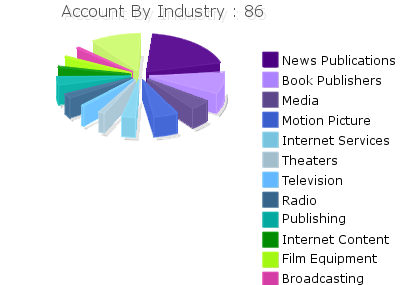 Account By Industry : 86
News Publications
Book Publishers
Media
Motion Picture
Internet Services
Theaters
Television
Radio
Publishing
Internet Content
Film Equipment
Broadcasting